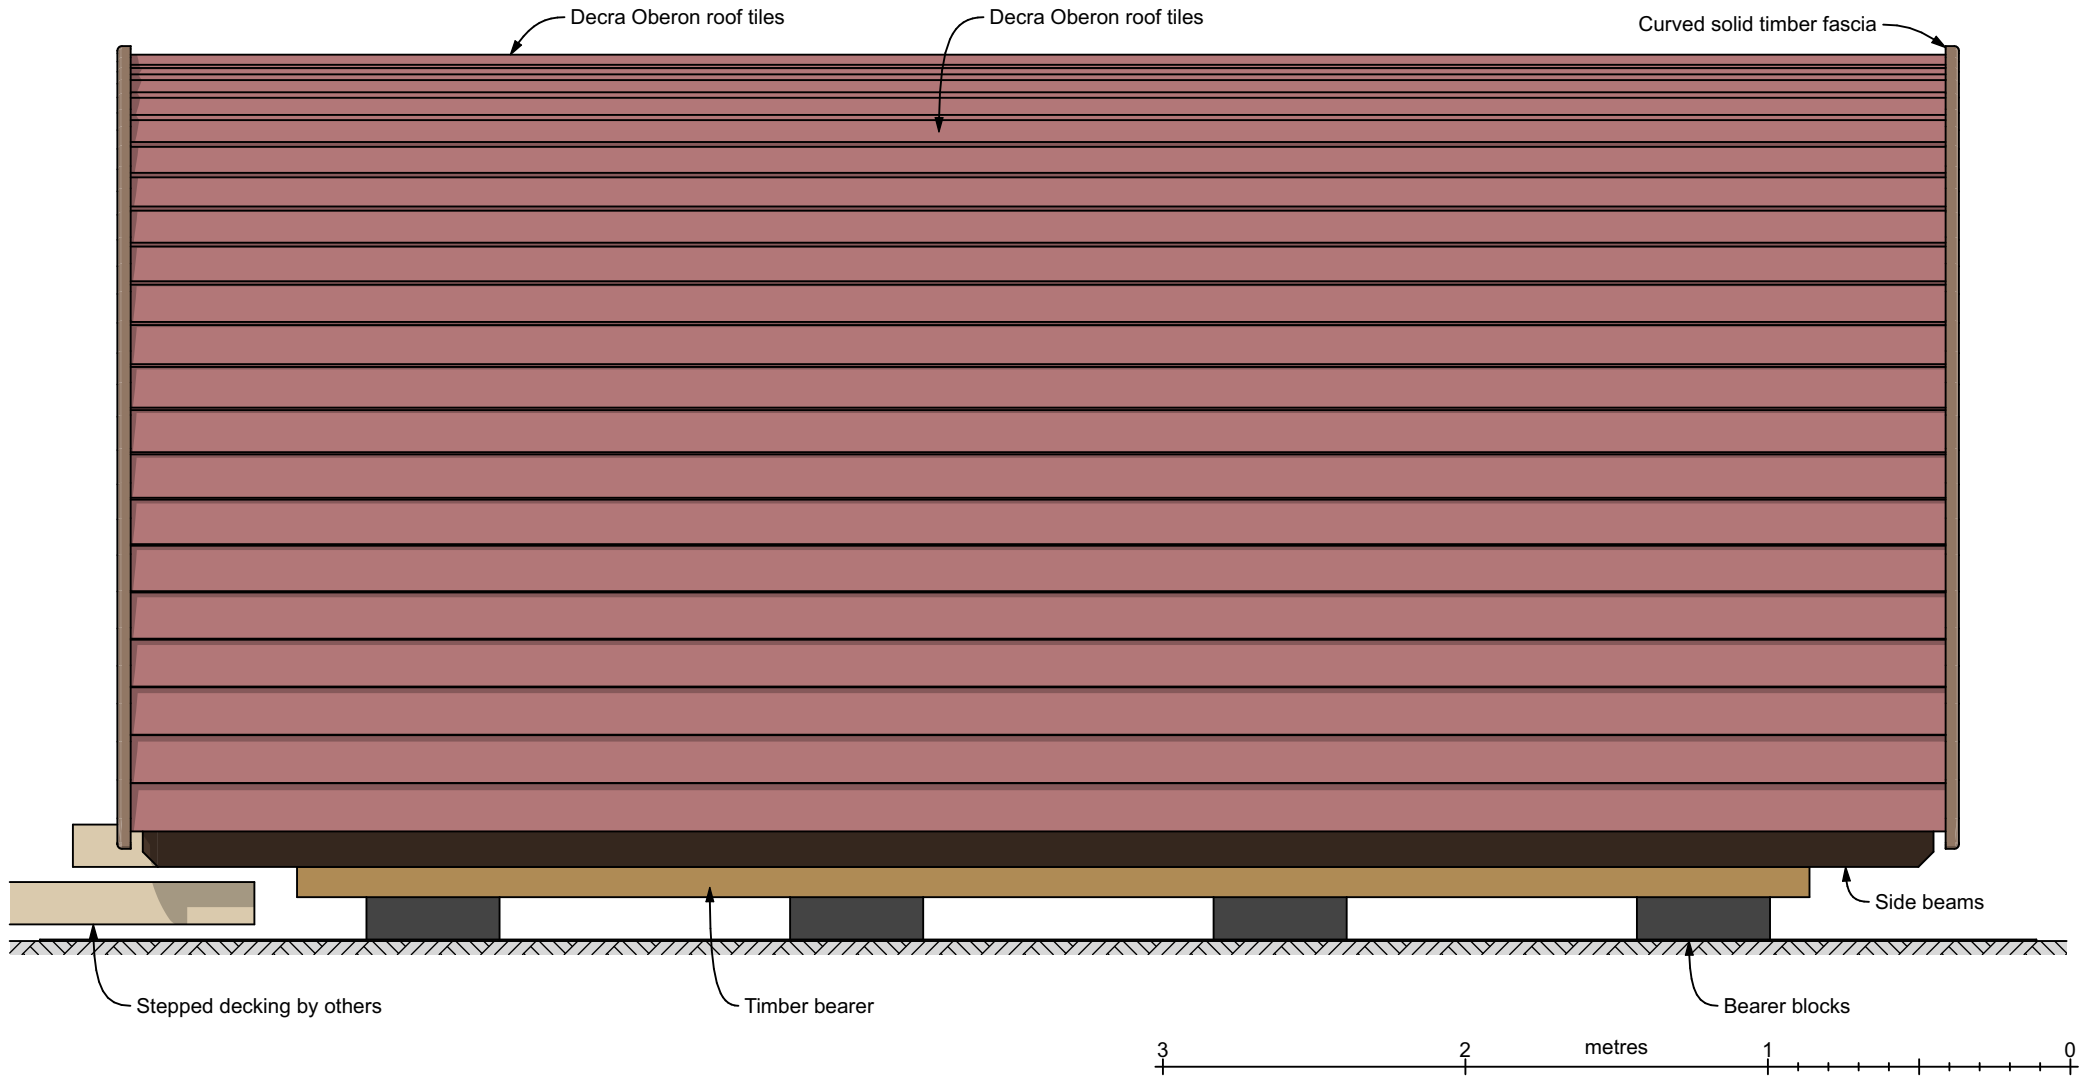 Decra Oberon roof tiles
Decra Oberon roof tiles
Curved solid timber fascia
Side beams
Stepped decking by others
Timber bearer
Bearer blocks
3
2
metres
1
0